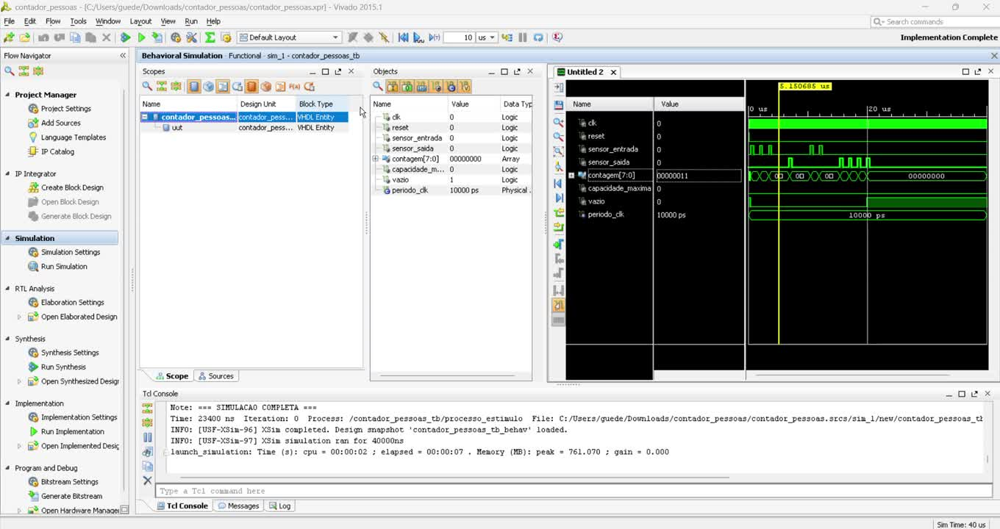 contador_pessoas - [C:/Users/guede/Downloads/contador_pessoas/contador_pessoas.xpr] - Vivado 2015.1
File Edit Flow Tools Window Layout View Run Help
Search commands
Default Layout
10 us
Implementation Complete
Flow Navigator
Project Manager
Project Settings
Add Sources
Language Templates
IP Catalog
IP Integrator
Create Block Design
Open Block Design
Generate Block Design
Simulation
Simulation Settings
Run Simulation
RTL Analysis
Elaboration Settings
Open Elaborated Design
Synthesis
Synthesis Settings
Run Synthesis
Open Synthesized Desigr
Implementation
Implementation Settings
Run Implementation
Open Implemented Desig
Program and Debug
Bitstream Settings
Generate Bitstream
Open Hardware Manager
Behavioral Simulation - Functional - sim_1 - contador_pessoas_tb
Scopes
Name Design Unit Block Type
contador_pessoas... contador_pess... VHDL Entity
uut contador_pess... VHDL Entity
Scope Sources
Objects
Name Value Data Typ
clk 0 Logic
reset 0 Logic
sensor_entrada 0 Logic
sensor_saida 0 Logic
contagem[7:0] 00000000 Array
capacidade_m... 0 Logic
vazio 1 Logic
periodo_clk 10000 ps Physical .
Untitled 2
Name Value
clk 0
reset 0
sensor_entrada 0
sensor_saida 0
contagem[7:0] 00000011
capacidade_maxima 0
vazio 0
periodo_clk 10000 ps
5.150685 us
0 us 20 us
00000000
10000 ps
Tcl Console
Note: === SIMULACAO COMPLETA ===
Time: 23400 ns Iteration: 0 Process: /contador_pessoas_tb/processo_estimulo File: C:/Users/guede/Downloads/contador_pessoas/contador_pessoas.srcs/sim_1/new/contador_pessoas_tb
INFO: [USF-XSim-96] XSim completed. Design snapshot 'contador_pessoas_tb_behav' loaded.
INFO: [USF-XSim-97] XSim simulation ran for 40000ns
launch_simulation: Time (s): cpu = 00:00:02 ; elapsed = 00:00:07 . Memory (MB): peak = 761.070 ; gain = 0.000
Type a Tcl command here
Tcl Console Messages Log
Sim Time: 40 us